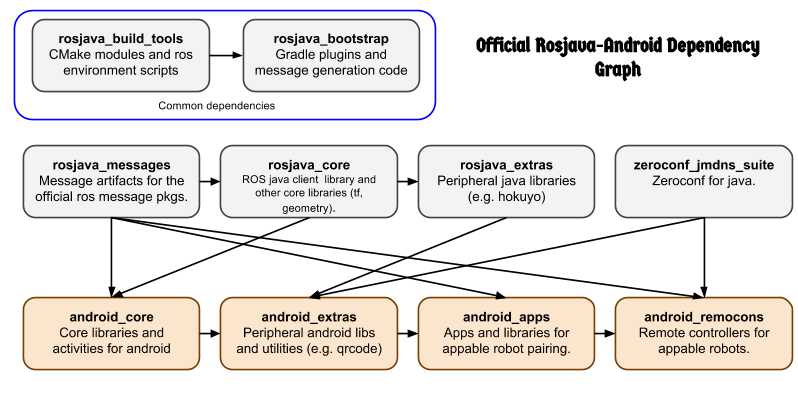 rosjava_build_tools
CMake modules and ros
environment scripts
rosjava_bootstrap
Gradle plugins and
message generation code
Common dependencies
Official Rosjava-Android Dependency
Graph
rosjava_messages
Message artifacts for the
official ros message pkgs.
rosjava_core
ROS java client library and
other core libraries (tf,
geometry).
rosjava_extras
Peripheral java libraries
(e.g. hokuyo)
zeroconf_jmdns_suite
Zeroconf for java.
android_core
Core libraries and
activities for android
android_extras
Peripheral android libs
and utilities (e.g. qrcode)
android_apps
Apps and libraries for
appable robot pairing.
android_remocons
Remote controllers for
appable robots.